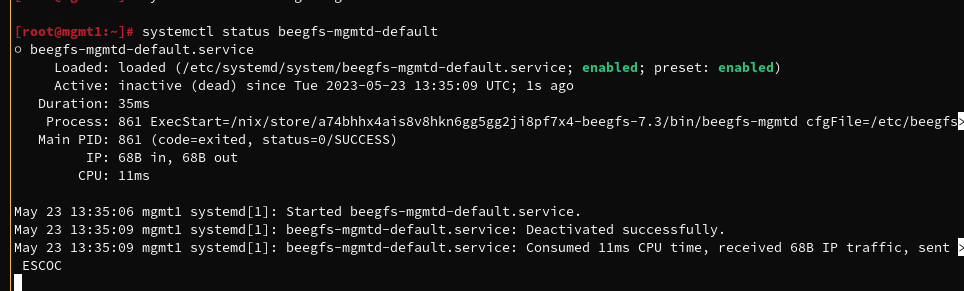 [root@mgmt1:~]# systemctl status beegfs-mgmtd-default
○ beegfs-mgmtd-default.service
Loaded: loaded (/etc/systemd/system/beegfs-mgmtd-default.service; enabled; preset: enabled)
Active: inactive (dead) since Tue 2023-05-23 13:35:09 UTC; 1s ago
Duration: 35ms
Process: 861 ExecStart=/nix/store/a74bhhx4ais8v8hkn6gg5gg2ji8pf7x4-beegfs-7.3/bin/beegfs-mgmtd cfgFile=/etc/beegfs>
Main PID: 861 (code=exited, status=0/SUCCESS)
IP: 68B in, 68B out
CPU: 11ms
May 23 13:35:06 mgmt1 systemd[1]: Started beegfs-mgmtd-default.service.
May 23 13:35:09 mgmt1 systemd[1]: beegfs-mgmtd-default.service: Deactivated successfully.
May 23 13:35:09 mgmt1 systemd[1]: beegfs-mgmtd-default.service: Consumed 11ms CPU time, received 68B IP traffic, sent >
ESCOC